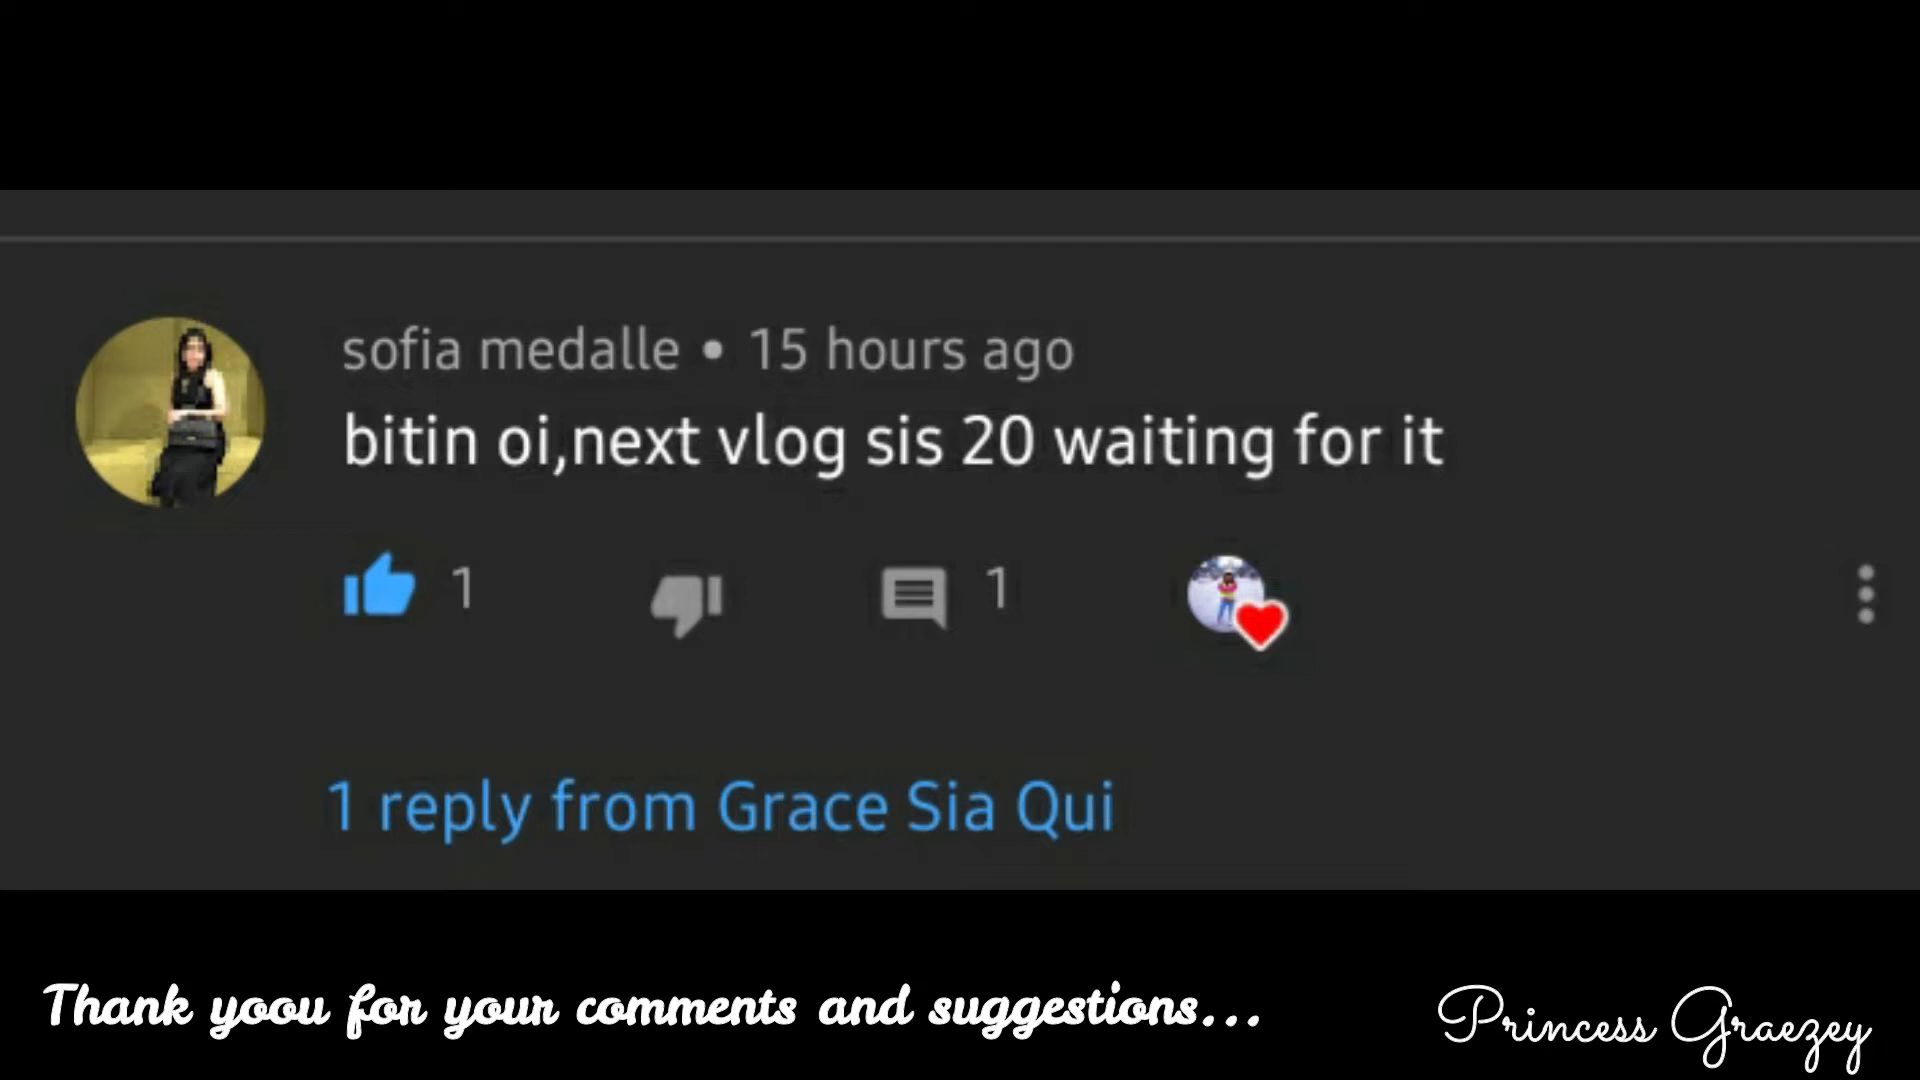 sofia medalle • 15 hours ago
bitin oi,next vlog sis 20 waiting for it
1
1
1 reply from Grace Sia Qui
Thank yoou for your comments and suggestions...
Princess Graezey